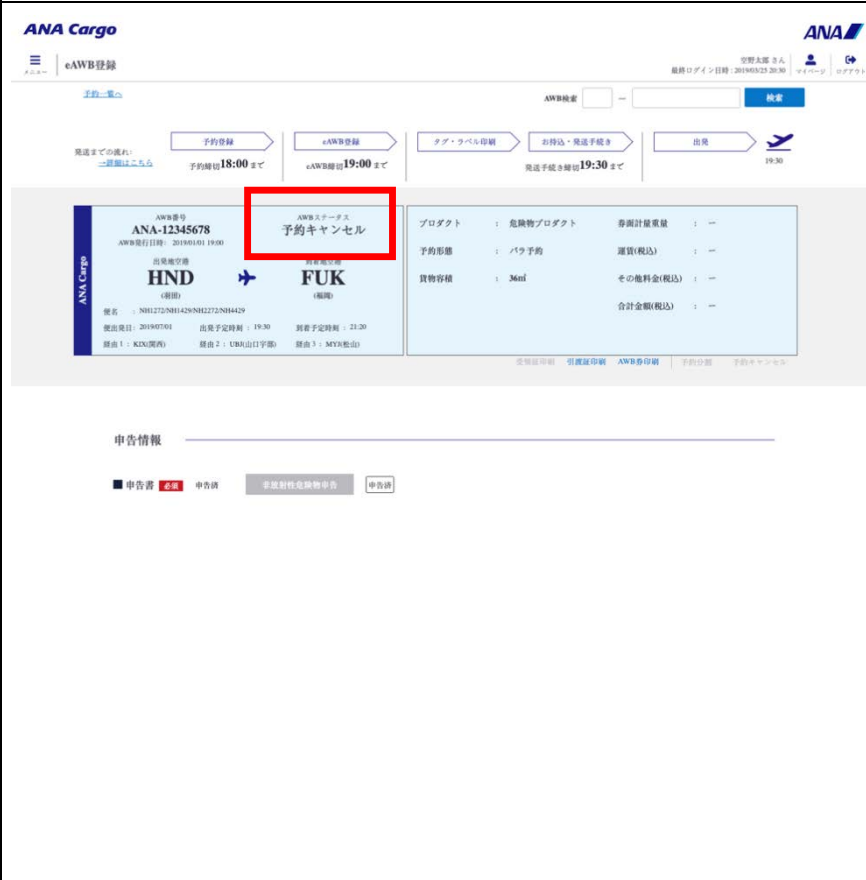 ANA Cargo
ANA
メニュー
eAWB登録
空野太郎 さん
最終ログイン日時 : 2019/03/25 20:30
マイページ
ログアウト
予約一覧へ
AWB検索
ー
検索
発送までの流れ:
→詳細はこちら
予約登録
予約締切18:00 まで
eAWB登録
eAWB締切19:00 まで
タグ・ラベル印刷
お持込・発送手続き
発送手続き締切19:30 まで
出発
19:30
ANA Cargo
AWB番号
ANA-12345678
AWB発行日時: 2019/01/01 19:00
AWBステータス
予約キャンセル
出発地空港
HND
(羽田)
到着地空港
FUK
(福岡)
便名 : NH1272/NH1429/NH2272/NH4429
便出発日: 2019/07/01 出発予定時刻 : 19:30 到着予定時刻 : 21:20
経由 1 : KIX(関西) 経由 2 : UBJ(山口宇部) 経由 3 : MYJ(松山)
プロダクト : 危険物プロダクト 券面計量重量 : ー
予約形態 : バラ予約 運賃(税込) : ー
貨物容積 : 36㎥ その他料金(税込) : ー
合計金額(税込) : ー
受領証印刷 引渡証印刷 AWB券印刷 予約分割 予約キャンセル
申告情報
■ 申告書 必須 申告済 非放射性危険物申告 申告済